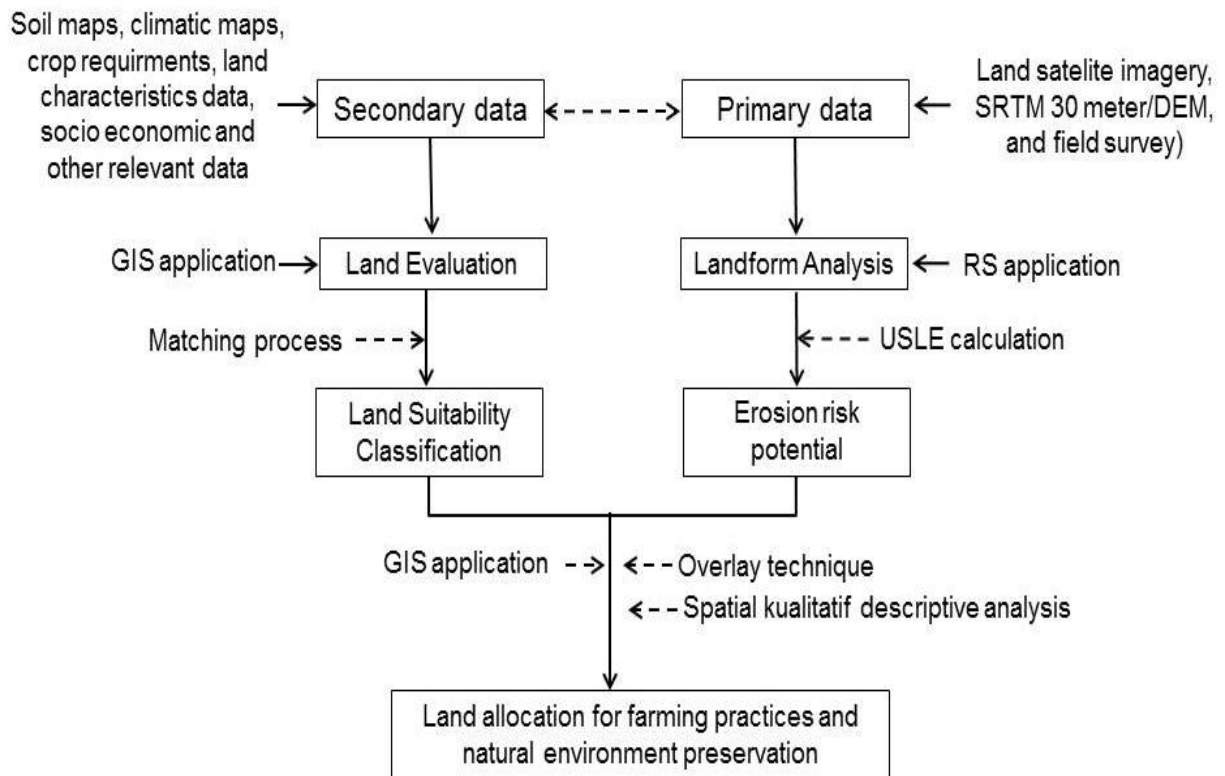 Soil maps, climatic maps,
crop requirments, land
characteristics data,
socio economic and
other relevant data
Secondary data
Primary data
Land satelite imagery,
SRTM 30 meter/DEM,
and field survey)
GIS application
Land Evaluation
Landform Analysis
RS application
Matching process
USLE calculation
Land Suitability
Classification
Erosion risk
potential
GIS application
Overlay technique
Spatial kualitatif descriptive analysis
Land allocation for farming practices and
natural environment preservation